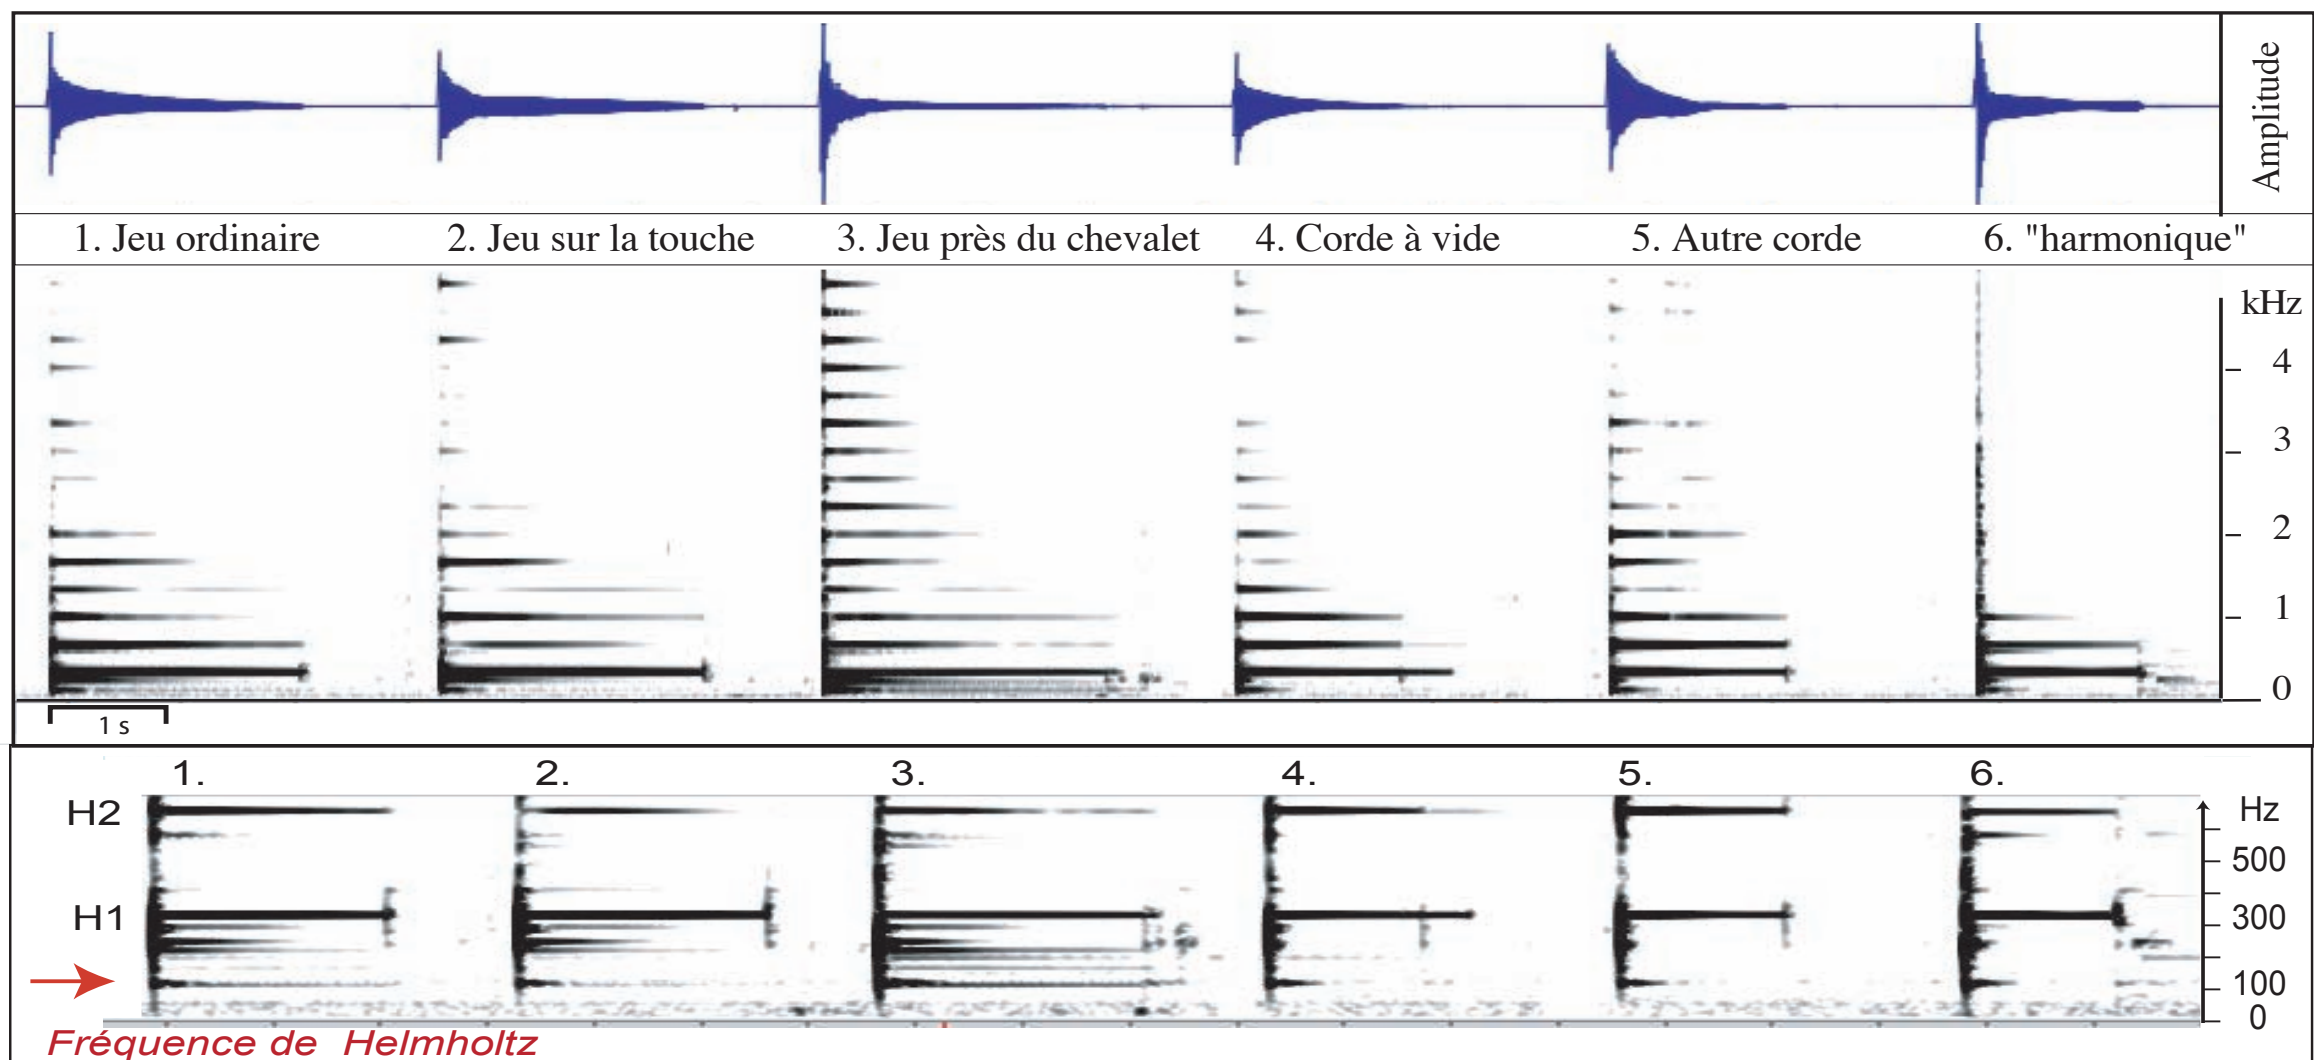 Amplitude
1. Jeu ordinaire
2. Jeu sur la touche
3. Jeu près du chevalet
4. Corde à vide
5. Autre corde
6. "harmonique"
kHz
4
3
2
1
0
1 s
1.
2.
3.
4.
5.
6.
H2
Hz
500
H1
300
100
0
Fréquence de Helmholtz